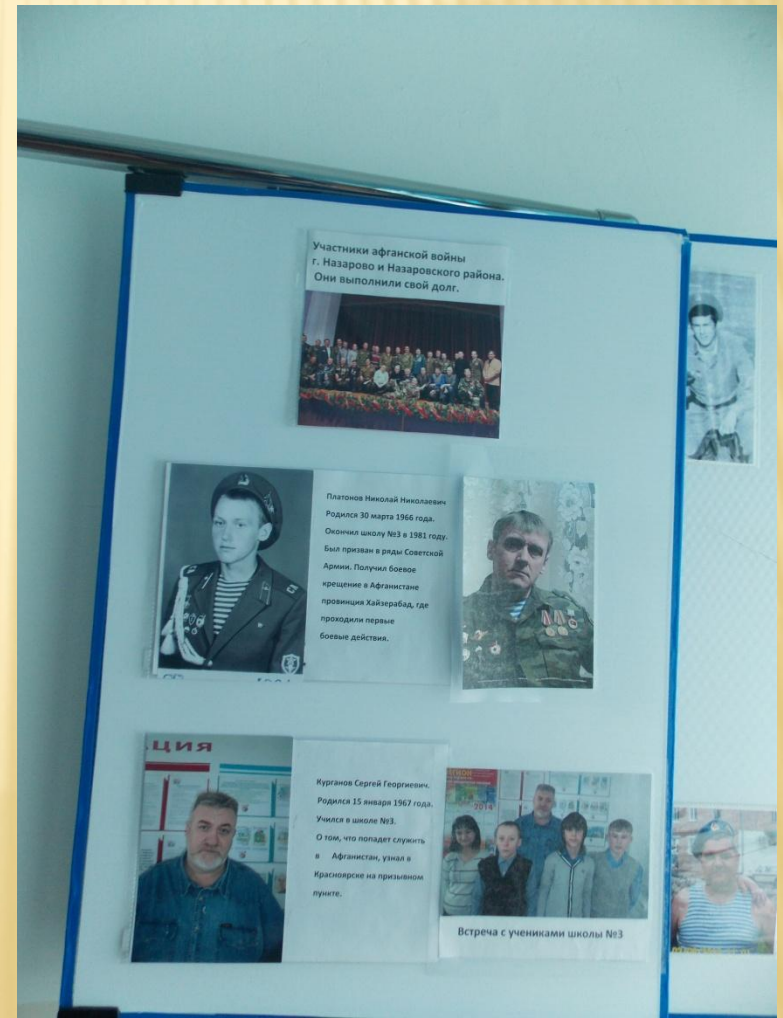 Участники афганской войны
г. Назарово и Назаровского района.
Они выполнили свой долг.
Платонов Николай Николаевич
Родился 30 марта 1966 года.
Окончил школу №3 в 1981 году.
Был призван в ряды Советской
Армии. Получил боевое
крещение в Афганистане
провинция Хайзерабад, где
проходили первые
боевые действия.
ция
Курганов Сергей Георгиевич.
Родился 15 января 1967 года.
Учился в школе №3.
О том, что попадет служить
в Афганистан, узнал в
Красноярске на призывном
пункте.
2014
Встреча с учениками школы №3